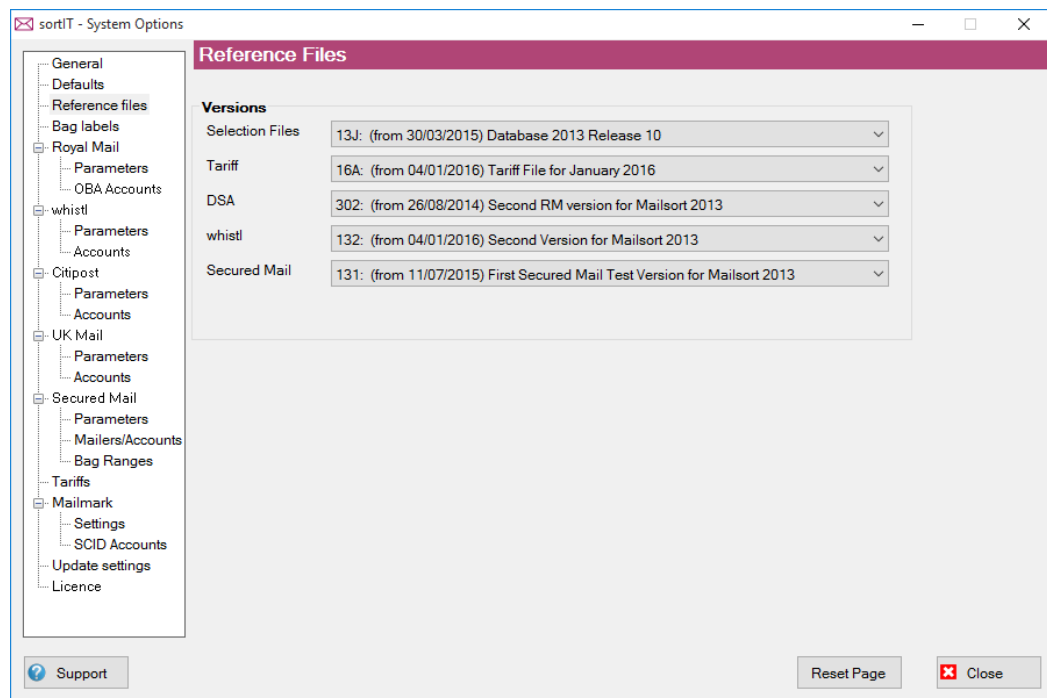 sortIT - System Options
General
Defaults
Reference files
Bag labels
Royal Mail
Parameters
OBA Accounts
whistl
Parameters
Accounts
Citipost
Parameters
Accounts
UK Mail
Parameters
Accounts
Secured Mail
Parameters
Mailers/Accounts
Bag Ranges
Tariffs
Mailmark
Settings
SCID Accounts
Update settings
Licence
Reference Files
Versions
Selection Files 13J: (from 30/03/2015) Database 2013 Release 10
Tariff 16A: (from 04/01/2016) Tariff File for January 2016
DSA 302: (from 26/08/2014) Second RM version for Mailsort 2013
whistl 132: (from 04/01/2016) Second Version for Mailsort 2013
Secured Mail 131: (from 11/07/2015) First Secured Mail Test Version for Mailsort 2013
Support Reset Page Close